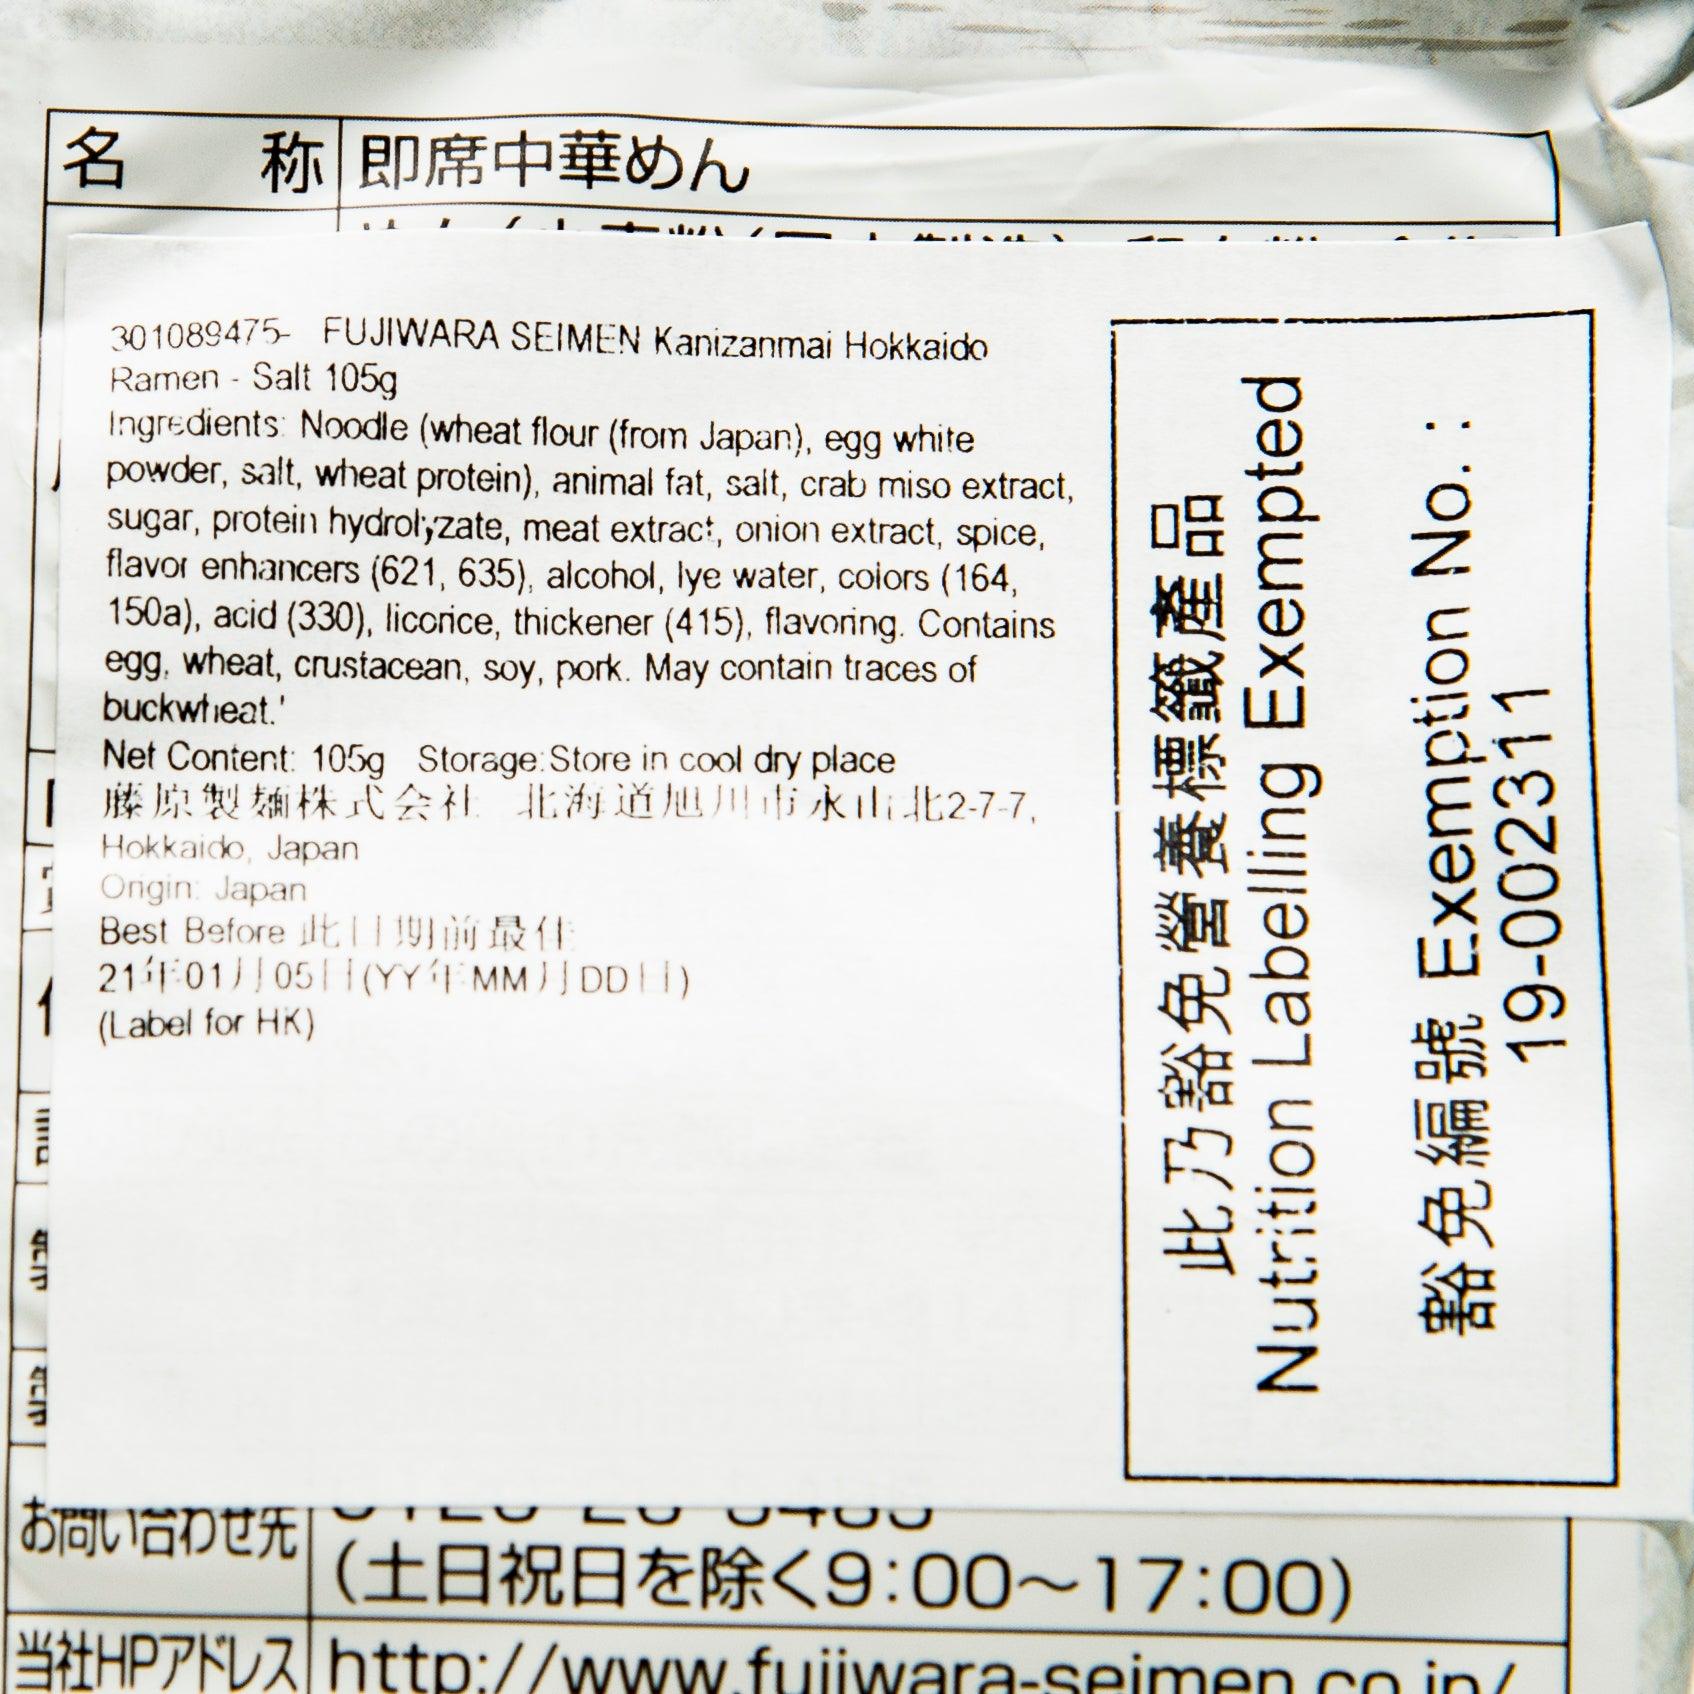 名 称 即席中華めん
301089475- FUJIWARA SEIMEN Kanizanmai Hokkaido
Ramen - Salt 105g
Ingredients: Noodle (wheat flour (from Japan), egg white
powder, salt, wheat protein), animal fat, salt, crab miso extract,
sugar, protein hydrolyzate, meat extract, onion extract, spice,
flavor enhancers (621, 635), alcohol, lye water, colors (164,
150a), acid (330), licorice, thickener (415), flavoring. Contains
egg, wheat, crustacean, soy, pork. May contain traces of
buckwheat.'
Net Content: 105g Storage:Store in cool dry place
藤原製麺株式会社 北海道旭川市永山北2-7-7,
Hokkaido, Japan
Origin: Japan
Best Before 此日期前最佳
21年01月05日(YY年MM月DD日)
(Label for HK)
此乃豁免營養標籤產品
Nutrition Labelling Exempted
豁免編號 Exemption No. :
19-002311
お問い合わせ先
(土日祝日を除く9:00～17:00)
当社HPアドレス http://www.fujiwara-seimen.co.jp/